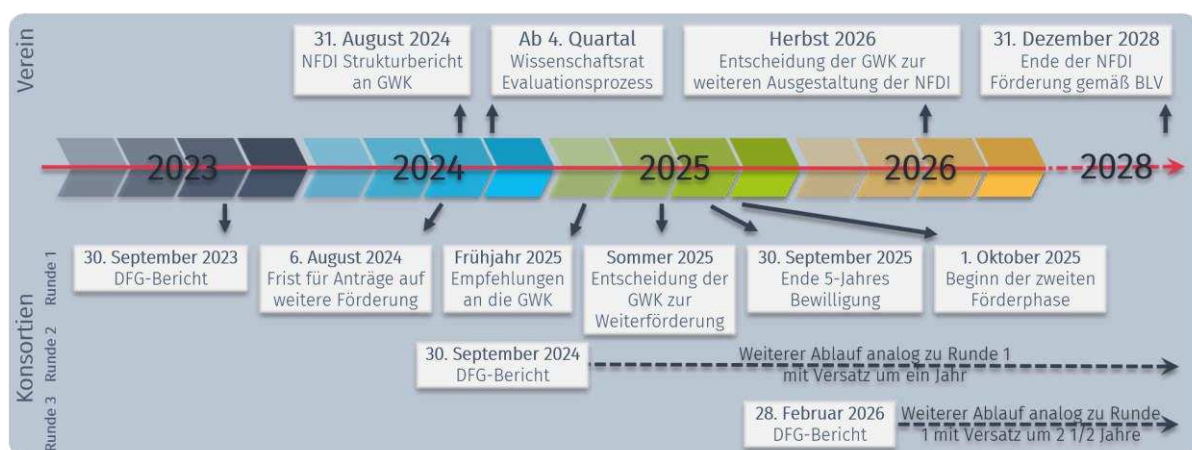 Verein
31. August 2024
NFDI Strukturbericht
an GWK
Ab 4. Quartal
Wissenschaftsrat
Evaluationsprozess
Herbst 2026
Entscheidung der GWK zur
weiteren Ausgestaltung der NFDI
31. Dezember 2028
Ende der NFDI
Förderung gemäß BLV
2023
2024
2025
2026
2028
Konsortien
Runde 1
30. September 2023
DFG-Bericht
6. August 2024
Frist für Anträge auf
weitere Förderung
Frühjahr 2025
Empfehlungen
an die GWK
Sommer 2025
Entscheidung der
GWK zur
Weiterförderung
30. September 2025
Ende 5-Jahres
Bewilligung
1. Oktober 2025
Beginn der zweiten
Förderphase
Runde 2
30. September 2024
DFG-Bericht
Weiterer Ablauf analog zu Runde 1
mit Versatz um ein Jahr
Runde 3
28. Februar 2026
DFG-Bericht
Weiterer Ablauf analog zu Runde
1 mit Versatz um 2 1/2 Jahre